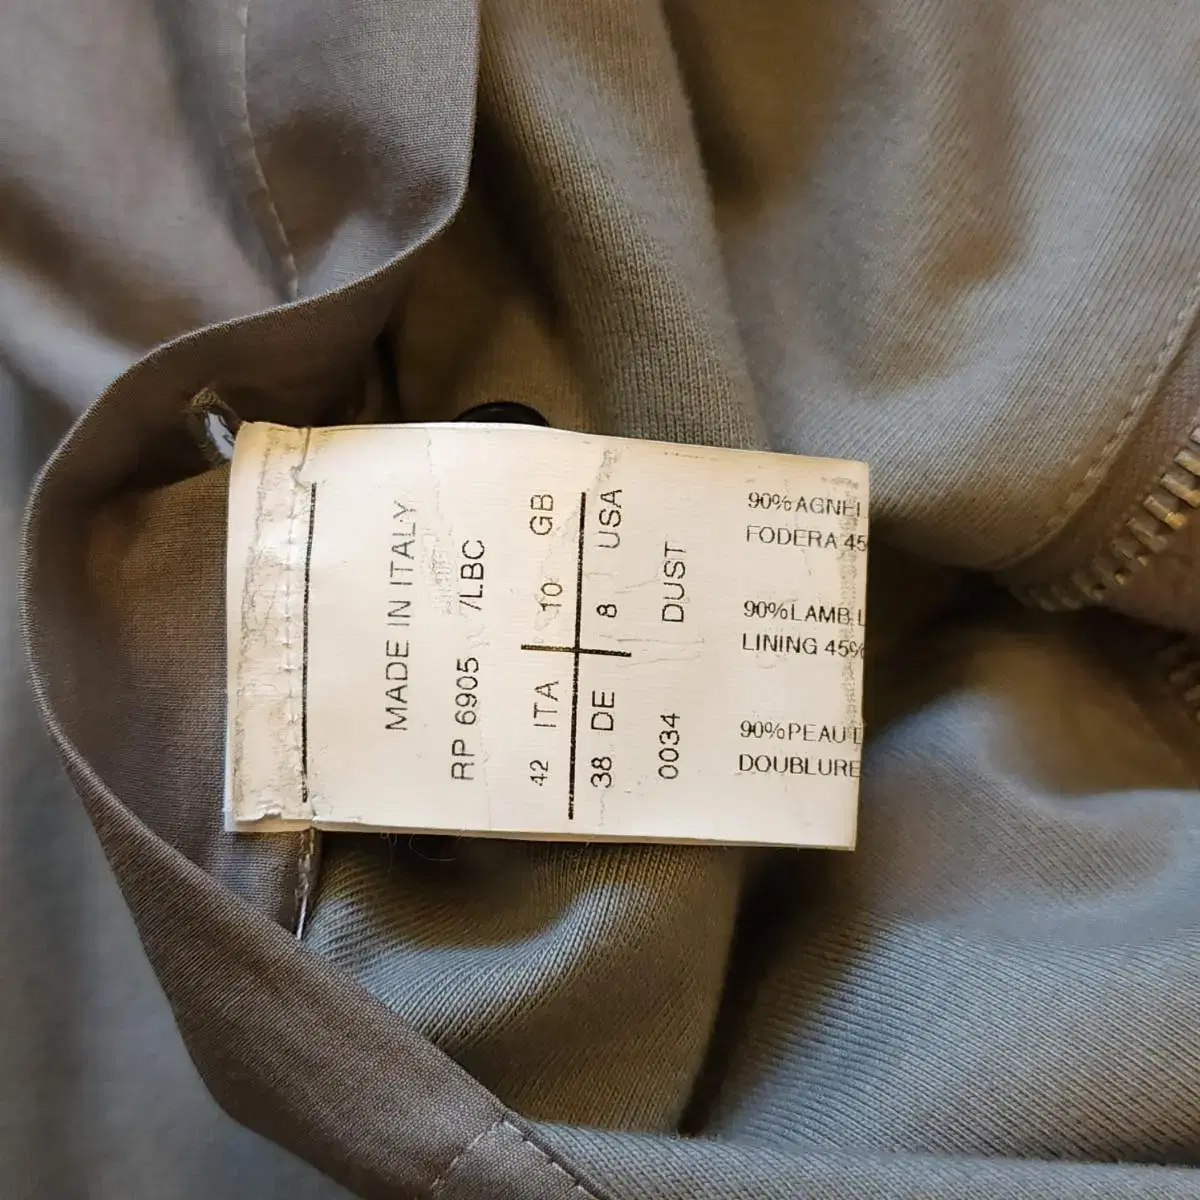 MADE IN ITALY
RP 6905 /LBC
42 ITA 10 GB
38 DE 8 USA
0034 DUST
90%AGNEL
FODERA 45
90%LAMB L
LINING 45%
90%PEAU D
DOUBLURE